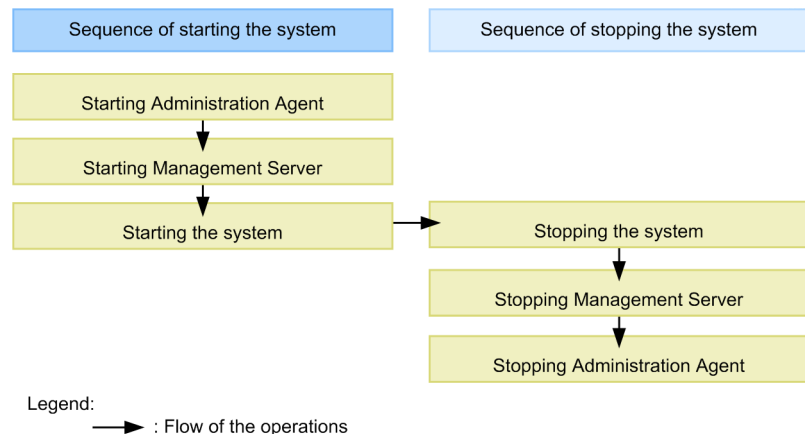 Sequence of starting the system
Sequence of stopping the system
Starting Administration Agent
Starting Management Server
Starting the system
Stopping the system
Stopping Management Server
Stopping Administration Agent
Legend:
: Flow of the operations